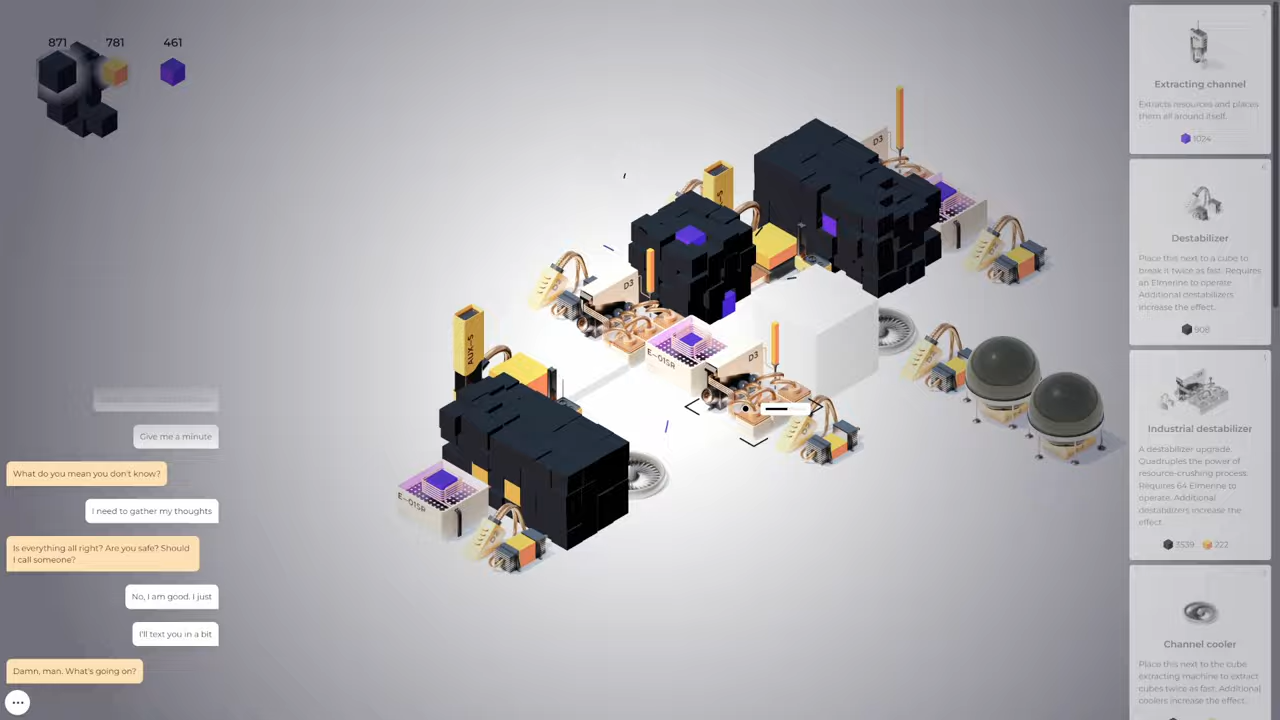 871
781
461
Give me a minute
What do you mean you don't know?
I need to gather my thoughts
Is everything all right? Are you safe? Should
I call someone?
No, I am good. I just
I'll text you in a bit
Damn, man. What's going on?
AUX-5
D3
D3
D3
E-01SR
E-01SR
Extracting channel
Extracts resources and places
them all around itself.
1024
Destabilizer
Place this next to a cube to
break it twice as fast. Requires
an Elmerine to operate.
Additional destabilizers
increase the effect.
908
Industrial destabilizer
A destabilizer upgrade.
Quadruples the power of
resource-crushing process.
Requires 64 Elmerine to
operate. Additional
destabilizers increase the
effect.
3539
222
Channel cooler
Place this next to the cube
extracting machine to extract
cubes twice as fast. Additional
coolers increase the effect.